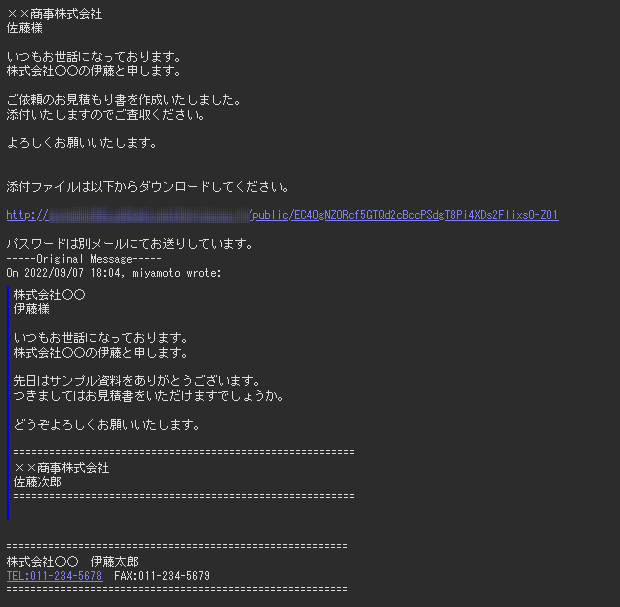 ××商事株式会社
佐藤様
いつもお世話になっております。
株式会社〇〇の伊藤と申します。
ご依頼のお見積もり書を作成いたしました。
添付いたしますのでご査収ください。
よろしくお願いいたします。
添付ファイルは以下からダウンロードしてください。
http:// /public/EC4OgNZORcf5GTQd2cBccPSdgT8Pi4XDs2FlixsO-Z01
パスワードは別メールにてお送りしています。
-----Original Message-----
On 2022/09/07 18:04, miyamoto wrote:
株式会社〇〇
伊藤様
いつもお世話になっております。
株式会社〇〇の伊藤と申します。
先日はサンプル資料をありがとうございます。
つきましてはお見積書をいただけますでしょうか。
どうぞよろしくお願いいたします。
=========================================================
××商事株式会社
佐藤次郎
=========================================================
=========================================================
株式会社〇〇　伊藤太郎
TEL:011-234-5678　FAX:011-234-5679
=========================================================